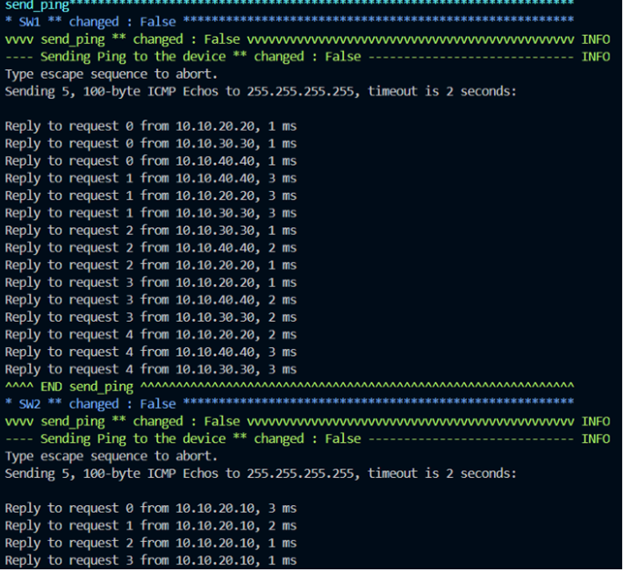 send_ping**********************************************************************
* SW1 ** changed : False *******************************************************
vvvv send_ping ** changed : False vvvvvvvvvvvvvvvvvvvvvvvvvvvvvvvvvvvvvvvvvvvvvv INFO
---- Sending Ping to the device ** changed : False ----------------------------- INFO
Type escape sequence to abort.
Sending 5, 100-byte ICMP Echos to 255.255.255.255, timeout is 2 seconds:
Reply to request 0 from 10.10.20.20, 1 ms
Reply to request 0 from 10.10.30.30, 1 ms
Reply to request 0 from 10.10.40.40, 1 ms
Reply to request 1 from 10.10.40.40, 3 ms
Reply to request 1 from 10.10.20.20, 3 ms
Reply to request 1 from 10.10.30.30, 3 ms
Reply to request 2 from 10.10.30.30, 1 ms
Reply to request 2 from 10.10.40.40, 2 ms
Reply to request 2 from 10.10.20.20, 1 ms
Reply to request 3 from 10.10.20.20, 1 ms
Reply to request 3 from 10.10.40.40, 2 ms
Reply to request 3 from 10.10.30.30, 2 ms
Reply to request 4 from 10.10.20.20, 2 ms
Reply to request 4 from 10.10.40.40, 3 ms
Reply to request 4 from 10.10.30.30, 3 ms
^^^^ END send_ping ^^^^^^^^^^^^^^^^^^^^^^^^^^^^^^^^^^^^^^^^^^^^^^^^^^^^^^^^^^^^^
* SW2 ** changed : False *******************************************************
vvvv send_ping ** changed : False vvvvvvvvvvvvvvvvvvvvvvvvvvvvvvvvvvvvvvvvvvvvvv INFO
---- Sending Ping to the device ** changed : False ----------------------------- INFO
Type escape sequence to abort.
Sending 5, 100-byte ICMP Echos to 255.255.255.255, timeout is 2 seconds:
Reply to request 0 from 10.10.20.10, 3 ms
Reply to request 1 from 10.10.20.10, 2 ms
Reply to request 2 from 10.10.20.10, 1 ms
Reply to request 3 from 10.10.20.10, 1 ms